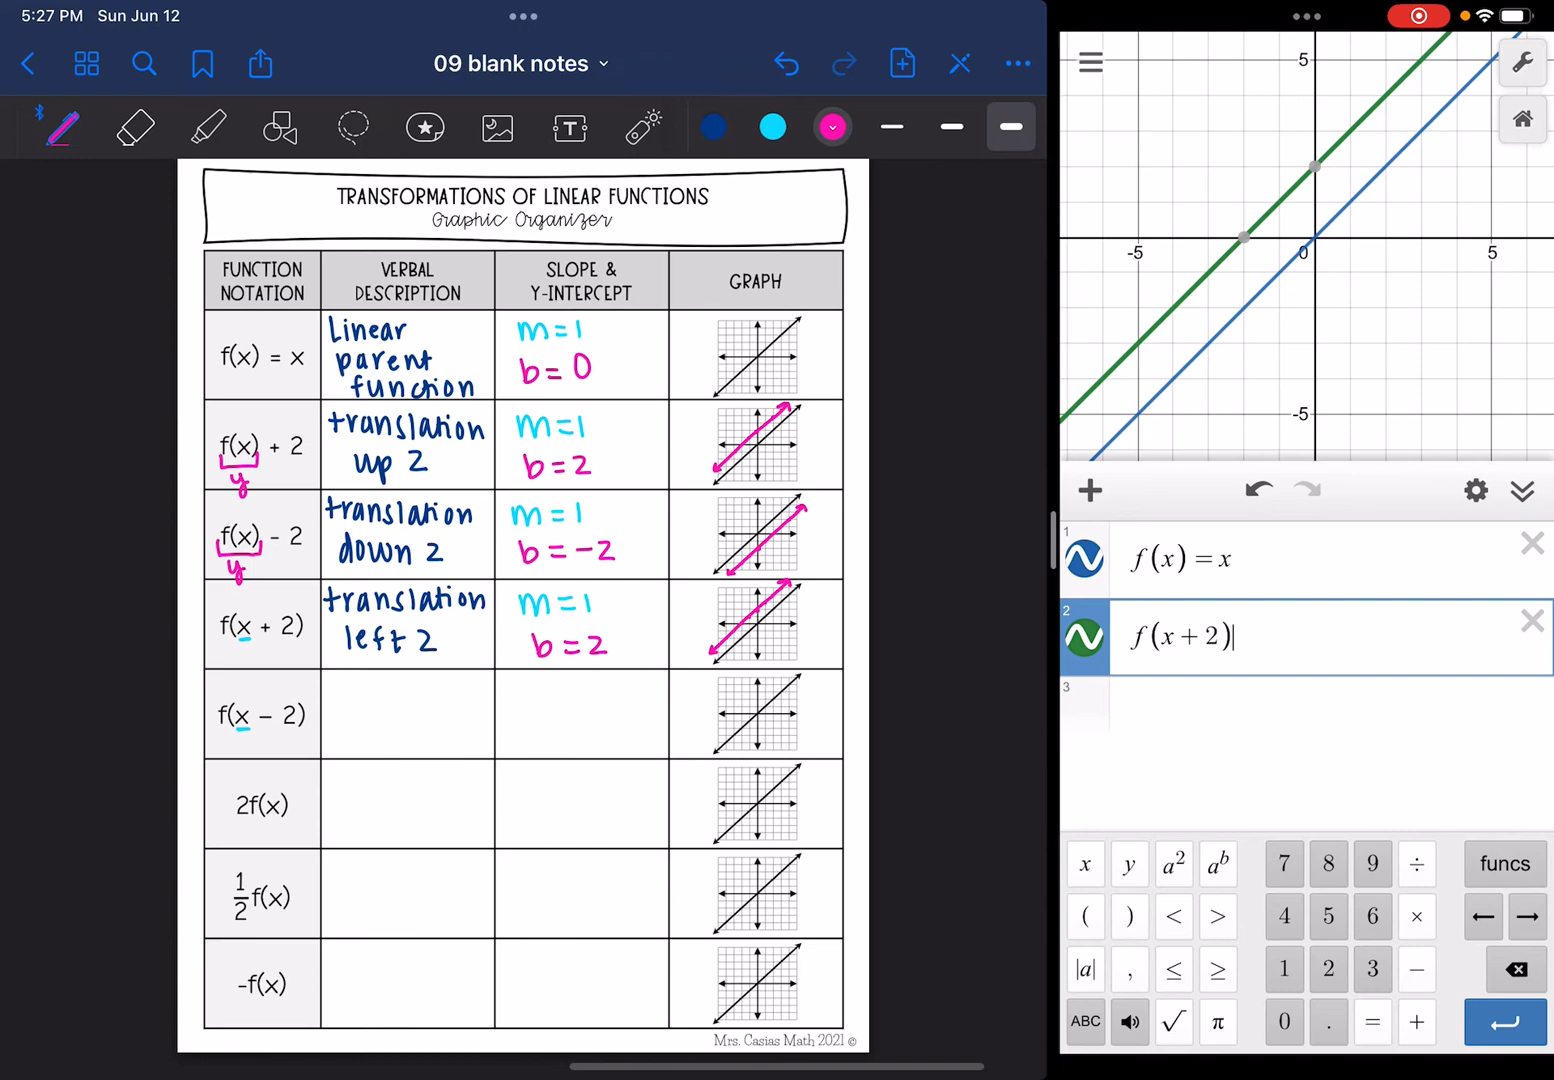 5:27 PM Sun Jun 12
09 blank notes
TRANSFORMATIONS OF LINEAR FUNCTIONS
Graphic Organizer
FUNCTION NOTATION
VERBAL DESCRIPTION
SLOPE & Y-INTERCEPT
GRAPH
f(x) = x
Linear
parent
function
m = 1
b = 0
f(x) + 2
y
translation
up 2
m = 1
b = 2
f(x) - 2
y
translation
down 2
m = 1
b = -2
f(x + 2)
translation
left 2
m = 1
b = 2
f(x - 2)
2f(x)
1/2 f(x)
-f(x)
Mrs. Casias Math 2021 ©
5
-5
0
5
-5
1
f(x) = x
2
f(x + 2)
3
x y a² aᵇ 7 8 9 ÷ funcs
( ) < > 4 5 6 × ← →
|a| , ≤ ≥ 1 2 3 −
ABC √ π 0 . = +